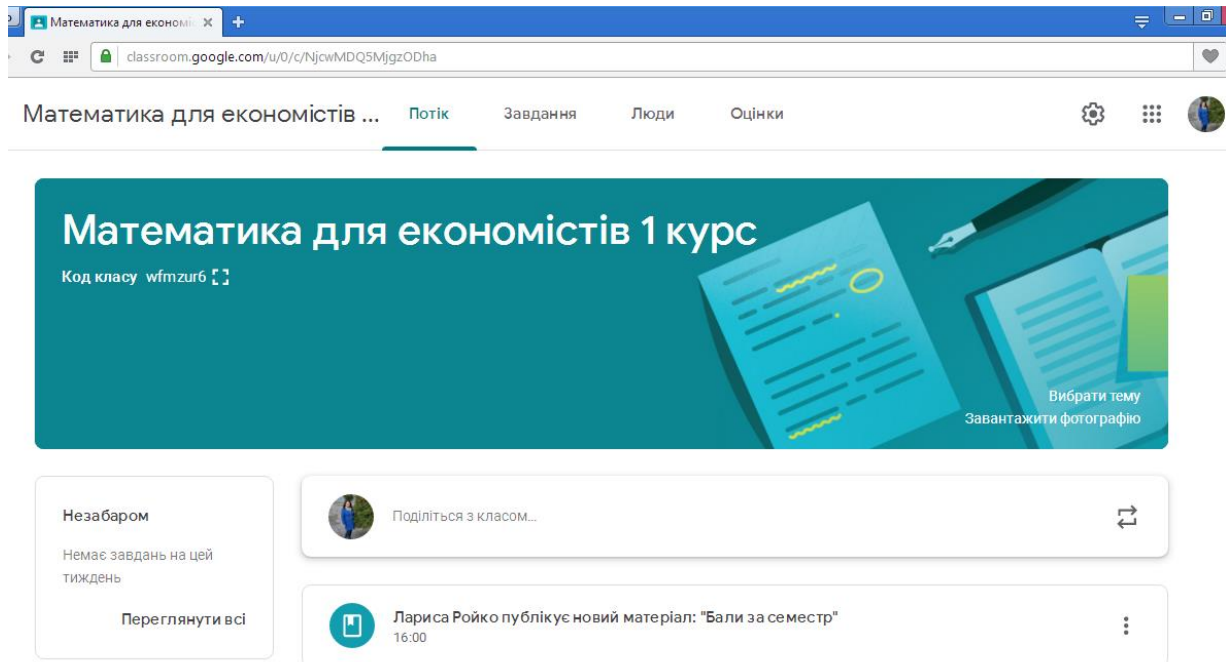 Математика для економіс
classroom.google.com/u/0/c/NjcwMDQ5MjgzODha
Математика для економістів ... Потік Завдання Люди Оцінки
Математика для економістів 1 курс
Код класу wfmzur6
Вибрати тему
Завантажити фотографію
Незабаром
Немає завдань на цей
тиждень
Переглянути всі
Поділіться з класом...
Лариса Ройко публікує новий матеріал: "Бали за семестр"
16:00